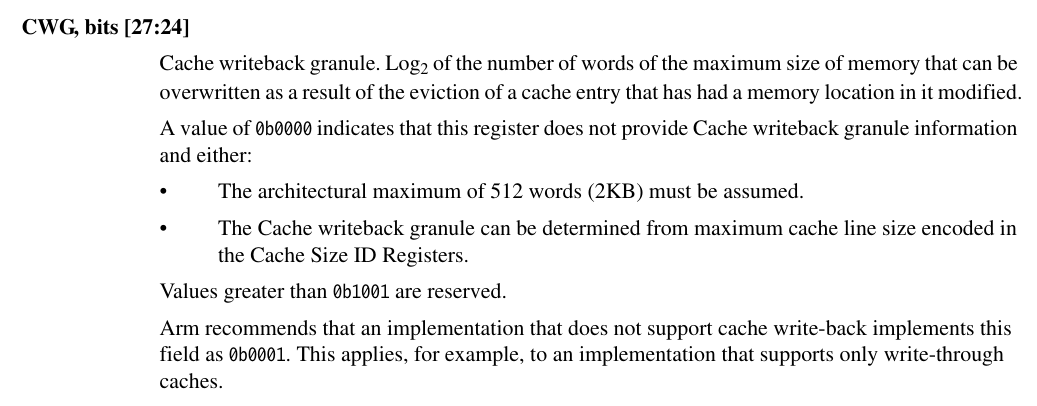 CWG, bits [27:24]
Cache writeback granule. Log2 of the number of words of the maximum size of memory that can be
overwritten as a result of the eviction of a cache entry that has had a memory location in it modified.
A value of 0b0000 indicates that this register does not provide Cache writeback granule information
and either:
• The architectural maximum of 512 words (2KB) must be assumed.
• The Cache writeback granule can be determined from maximum cache line size encoded in
the Cache Size ID Registers.
Values greater than 0b1001 are reserved.
Arm recommends that an implementation that does not support cache write-back implements this
field as 0b0001. This applies, for example, to an implementation that supports only write-through
caches.